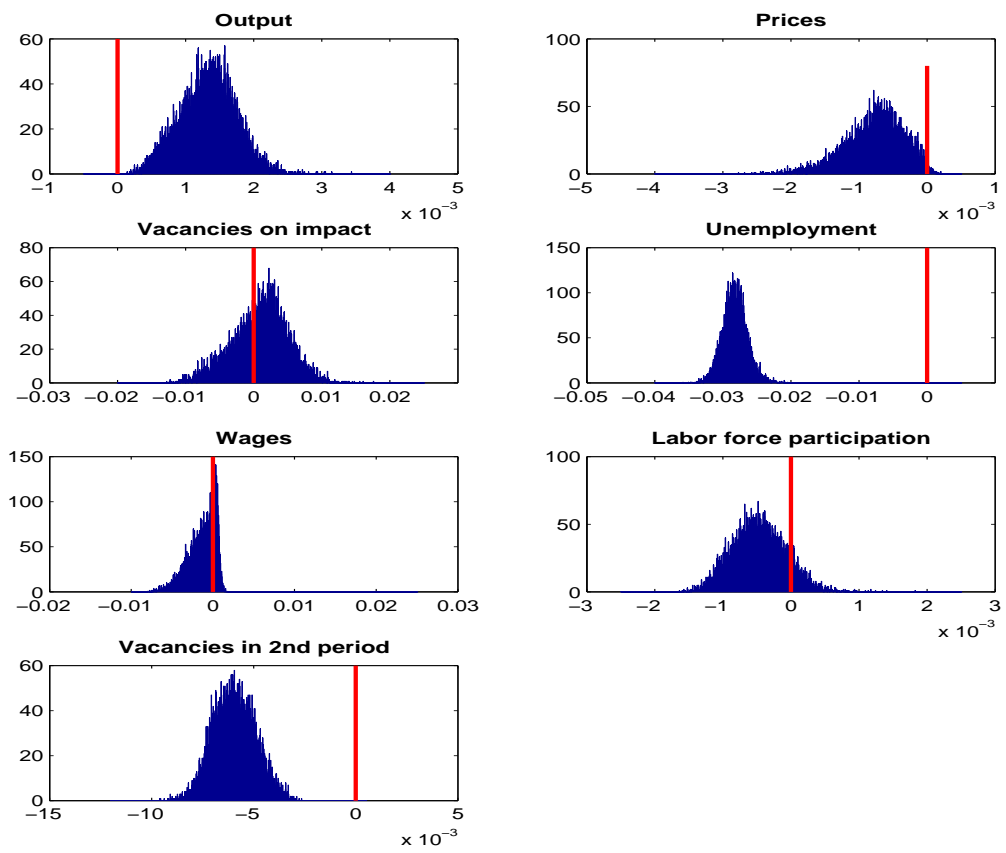 Output
60
40
20
0
−1 0 1 2 3 4 5
x 10−3
Prices
100
50
0
−5 −4 −3 −2 −1 0 1
x 10−3
Vacancies on impact
80
60
40
20
0
−0.03 −0.02 −0.01 0 0.01 0.02
Unemployment
150
100
50
0
−0.05 −0.04 −0.03 −0.02 −0.01 0
Wages
150
100
50
0
−0.02 −0.01 0 0.01 0.02 0.03
Labor force participation
100
50
0
−3 −2 −1 0 1 2 3
x 10−3
Vacancies in 2nd period
60
40
20
0
−15 −10 −5 0 5
x 10−3